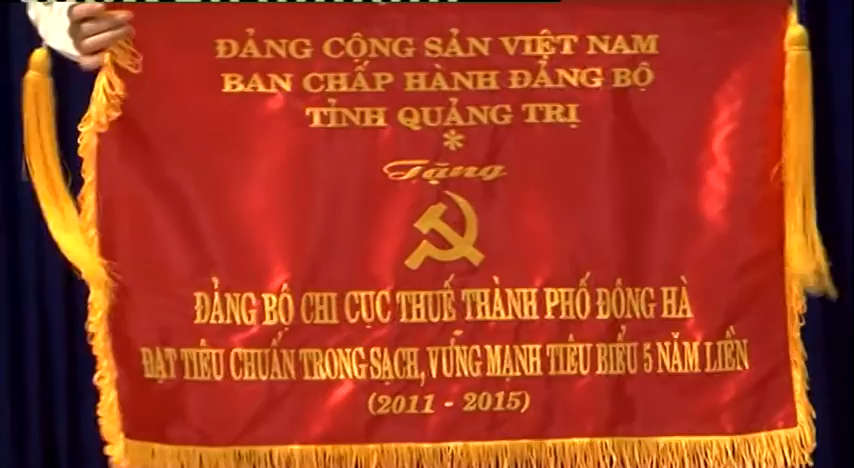 ĐẢNG CỘNG SẢN VIỆT NAM
BAN CHẤP HÀNH ĐẢNG BỘ
TỈNH QUẢNG TRỊ
*
Tặng
ĐẢNG BỘ CHI CỤC THUẾ THÀNH PHỐ ĐÔNG HÀ
ĐẠT TIÊU CHUẨN TRONG SẠCH, VỮNG MẠNH TIÊU BIỂU 5 NĂM LIỀN
(2011 - 2015)